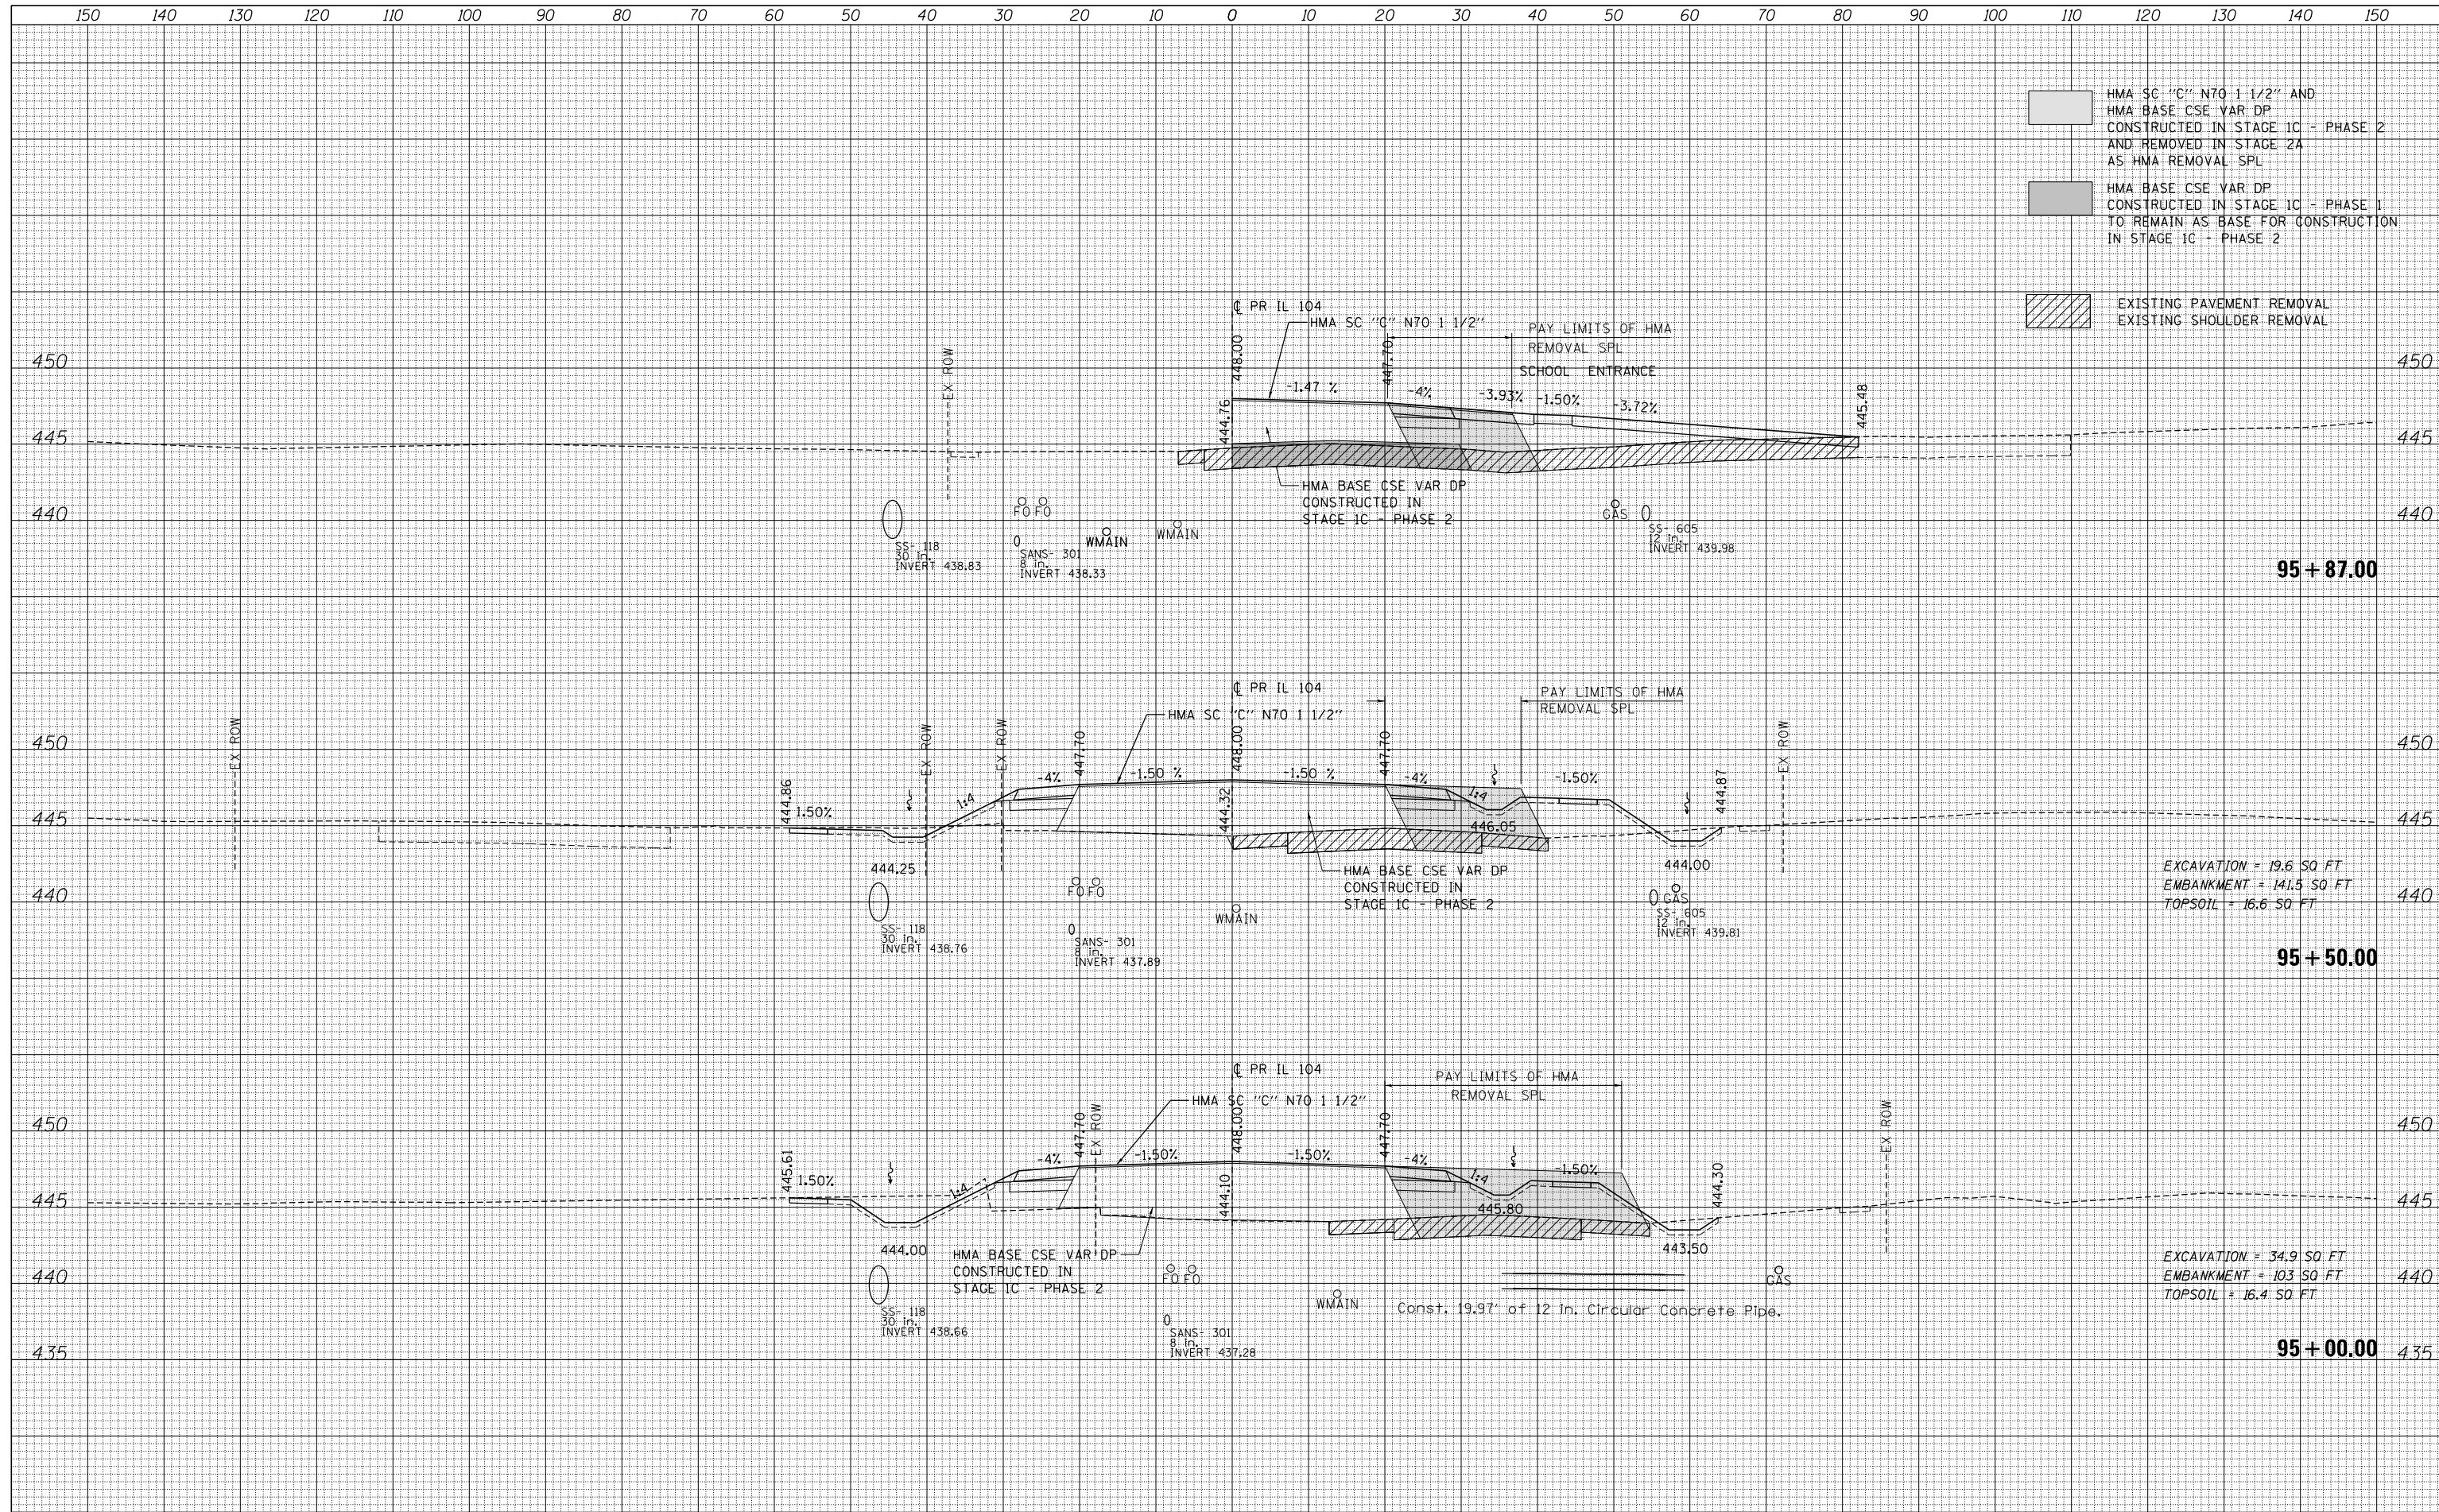 150 140 130 120 110 100 90 80 70 60 50 40 30 20 10 0 10 20 30 40 50 60 70 80 90 100 110 120 130 140 150
HMA SC "C" N70 1 1/2" AND
HMA BASE CSE VAR DP
CONSTRUCTED IN STAGE 1C - PHASE 2
AND REMOVED IN STAGE 2A
AS HMA REMOVAL SPL
HMA BASE CSE VAR DP
CONSTRUCTED IN STAGE 1C - PHASE 1
TO REMAIN AS BASE FOR CONSTRUCTION
IN STAGE 1C - PHASE 2
EXISTING PAVEMENT REMOVAL
EXISTING SHOULDER REMOVAL
℄ PR IL 104
HMA SC "C" N70 1 1/2"
PAY LIMITS OF HMA
REMOVAL SPL
SCHOOL ENTRANCE
450
450
EX ROW
448.00
447.70
-1.47 %
-4%
-3.93%
-1.50%
-3.72%
445.48
444.76
445
445
HMA BASE CSE VAR DP
CONSTRUCTED IN
STAGE 1C - PHASE 2
440
440
FO FO
WMAIN
WMAIN
GAS
SS- 118
30 in.
INVERT 438.83
SANS- 301
8 in.
INVERT 438.33
SS- 605
12 in.
INVERT 439.98
95+87.00
℄ PR IL 104
HMA SC "C" N70 1 1/2"
PAY LIMITS OF HMA
REMOVAL SPL
EX ROW
EX ROW
EX ROW
EX ROW
450
450
447.70
448.00
447.70
444.86
1.50%
1:4
-4%
-1.50 %
-1.50 %
-4%
1:4
-1.50%
444.87
444.32
446.05
445
445
444.25
444.00
HMA BASE CSE VAR DP
CONSTRUCTED IN
STAGE 1C - PHASE 2
EXCAVATION = 19.6 SQ FT
EMBANKMENT = 141.5 SQ FT
TOPSOIL = 16.6 SQ FT
440
440
FO FO
WMAIN
GAS
SS- 118
30 in.
INVERT 438.76
SANS- 301
8 in.
INVERT 437.89
SS- 605
12 in.
INVERT 439.81
95+50.00
℄ PR IL 104
HMA SC "C" N70 1 1/2"
PAY LIMITS OF HMA
REMOVAL SPL
450
450
EX ROW
EX ROW
447.70
448.00
447.70
445.61
1.50%
1:4
-4%
-1.50%
-1.50%
-4%
1:4
-1.50%
444.30
444.10
445.80
445
445
444.00
443.50
HMA BASE CSE VAR DP
CONSTRUCTED IN
STAGE 1C - PHASE 2
EXCAVATION = 34.9 SQ FT
EMBANKMENT = 103 SQ FT
TOPSOIL = 16.4 SQ FT
440
440
FO FO
WMAIN
GAS
Const. 19.97' of 12 in. Circular Concrete Pipe.
SS- 118
30 in.
INVERT 438.66
SANS- 301
8 in.
INVERT 437.28
95+00.00
435
435